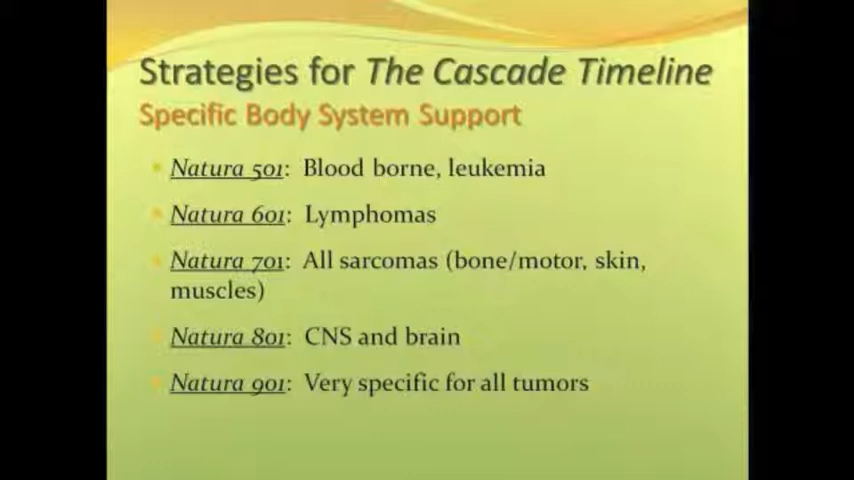 Strategies for The Cascade Timeline
Specific Body System Support
Natura 501: Blood borne, leukemia
Natura 601: Lymphomas
Natura 701: All sarcomas (bone/motor, skin,
muscles)
Natura 801: CNS and brain
Natura 901: Very specific for all tumors